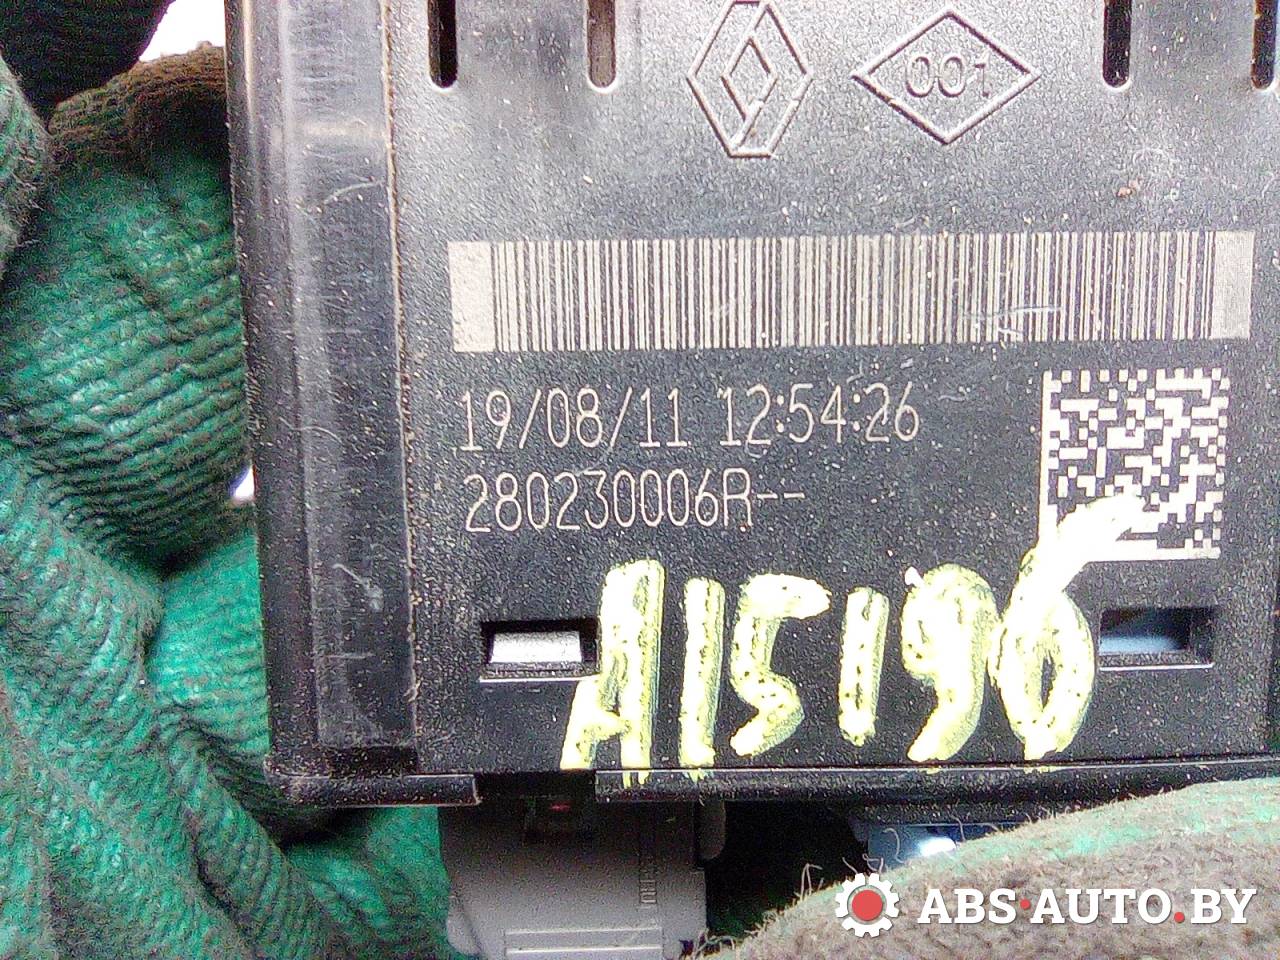 001
19/08/11 12:54:26
280230006R--
A15196
ABS·AUTO.BY